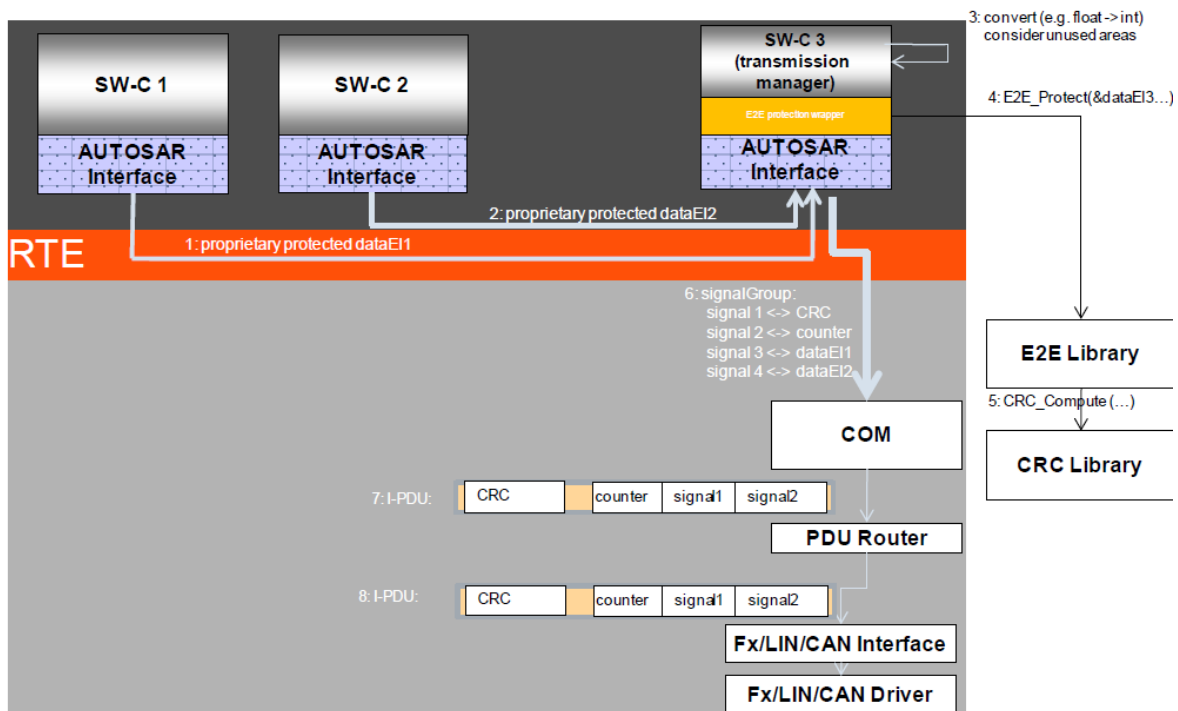 3: convert (e.g. float->int)
consider unused areas
SW-C 1
AUTOSAR
Interface
SW-C 2
AUTOSAR
Interface
SW-C 3
(transmission
manager)
E2E protection wrapper
AUTOSAR
Interface
4: E2E_Protect(&dataEl3...)
2: proprietary protected dataEl2
1: proprietary protected dataEl1
RTE
6: signalGroup:
signal 1 <-> CRC
signal 2 <-> counter
signal 3 <-> dataEl1
signal 4 <-> dataEl2
E2E Library
5: CRC_Compute (...)
CRC Library
COM
7: I-PDU:
CRC
counter
signal1
signal2
PDU Router
8: I-PDU:
CRC
counter
signal1
signal2
Fx/LIN/CAN Interface
Fx/LIN/CAN Driver